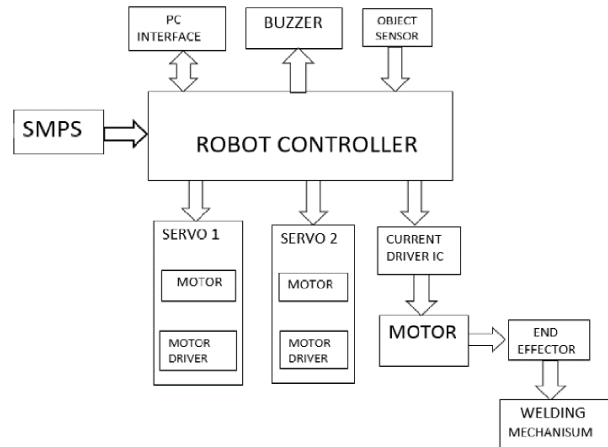 PC
INTERFACE
BUZZER
OBJECT
SENSOR
SMPS
ROBOT CONTROLLER
SERVO 1
MOTOR
MOTOR
DRIVER
SERVO 2
MOTOR
MOTOR
DRIVER
CURRENT
DRIVER IC
MOTOR
END
EFFECTOR
WELDING
MECHANISUM